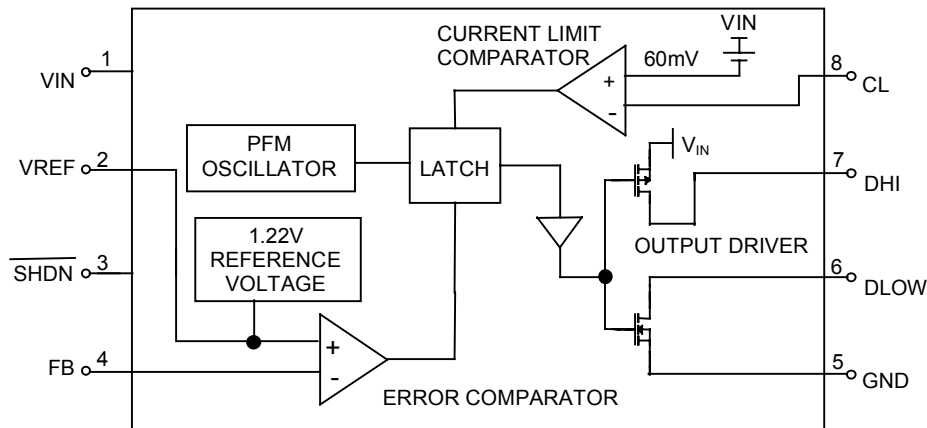 VIN
CURRENT LIMIT
COMPARATOR
60mV
+
-
1
VIN
8
CL
PFM
OSCILLATOR
LATCH
VIN
2
VREF
7
DHI
1.22V
REFERENCE
VOLTAGE
OUTPUT DRIVER
3
SHDN
6
DLOW
4
FB
+
-
5
GND
ERROR COMPARATOR